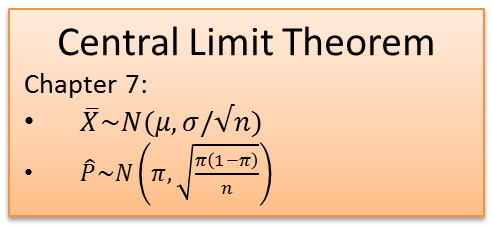 Central Limit Theorem
Chapter 7:
• X̄~N(μ, σ/√n)
• P̂~N(π, √(π(1−π)/n))